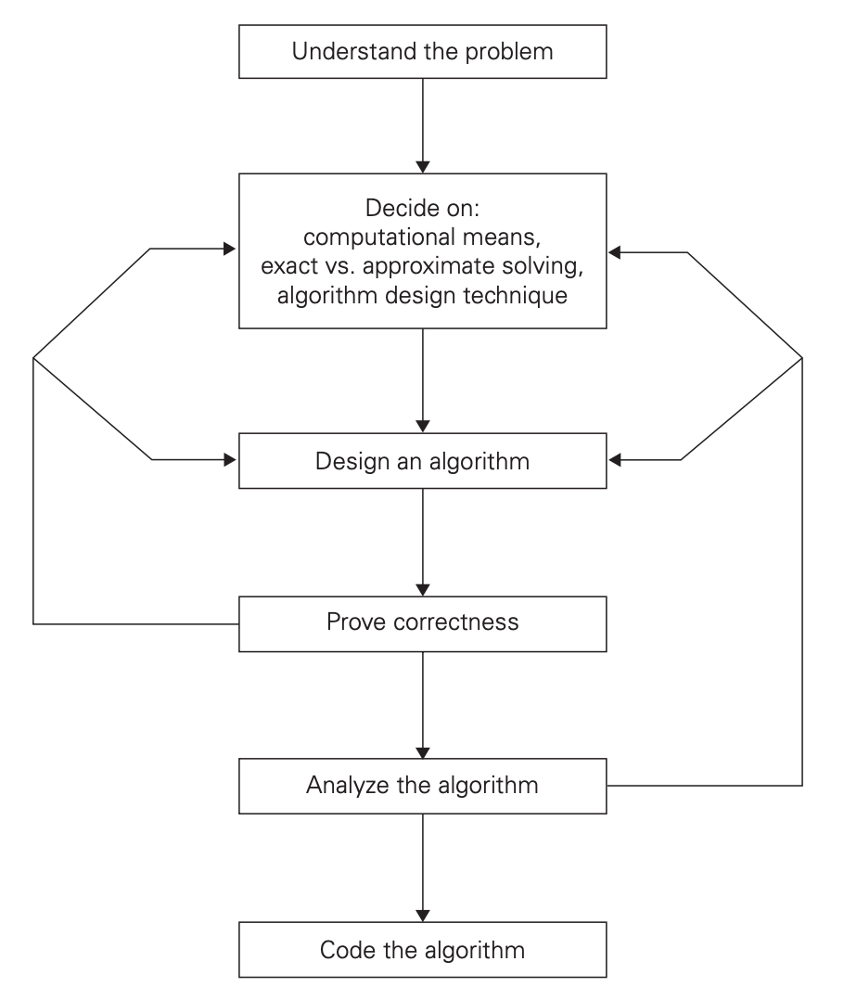 Understand the problem
Decide on:
computational means,
exact vs. approximate solving,
algorithm design technique
Design an algorithm
Prove correctness
Analyze the algorithm
Code the algorithm